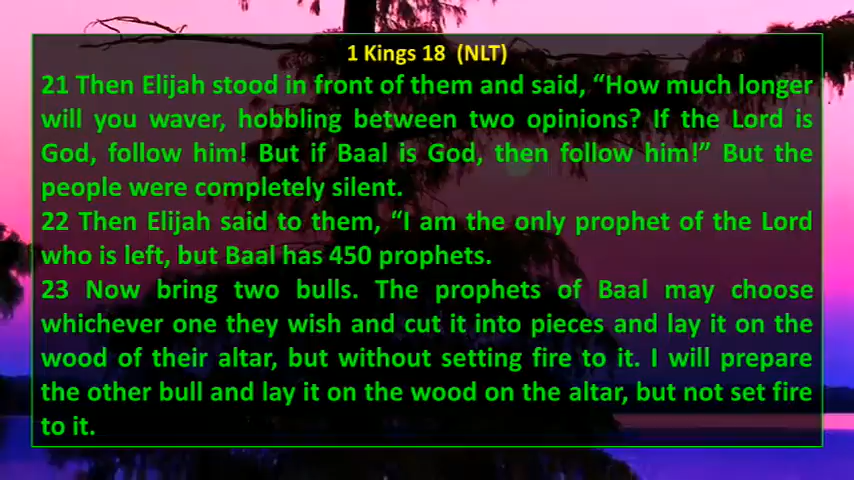 1 Kings 18 (NLT)
21 Then Elijah stood in front of them and said, “How much longer
will you waver, hobbling between two opinions? If the Lord is
God, follow him! But if Baal is God, then follow him!” But the
people were completely silent.
22 Then Elijah said to them, “I am the only prophet of the Lord
who is left, but Baal has 450 prophets.
23 Now bring two bulls. The prophets of Baal may choose
whichever one they wish and cut it into pieces and lay it on the
wood of their altar, but without setting fire to it. I will prepare
the other bull and lay it on the wood on the altar, but not set fire
to it.